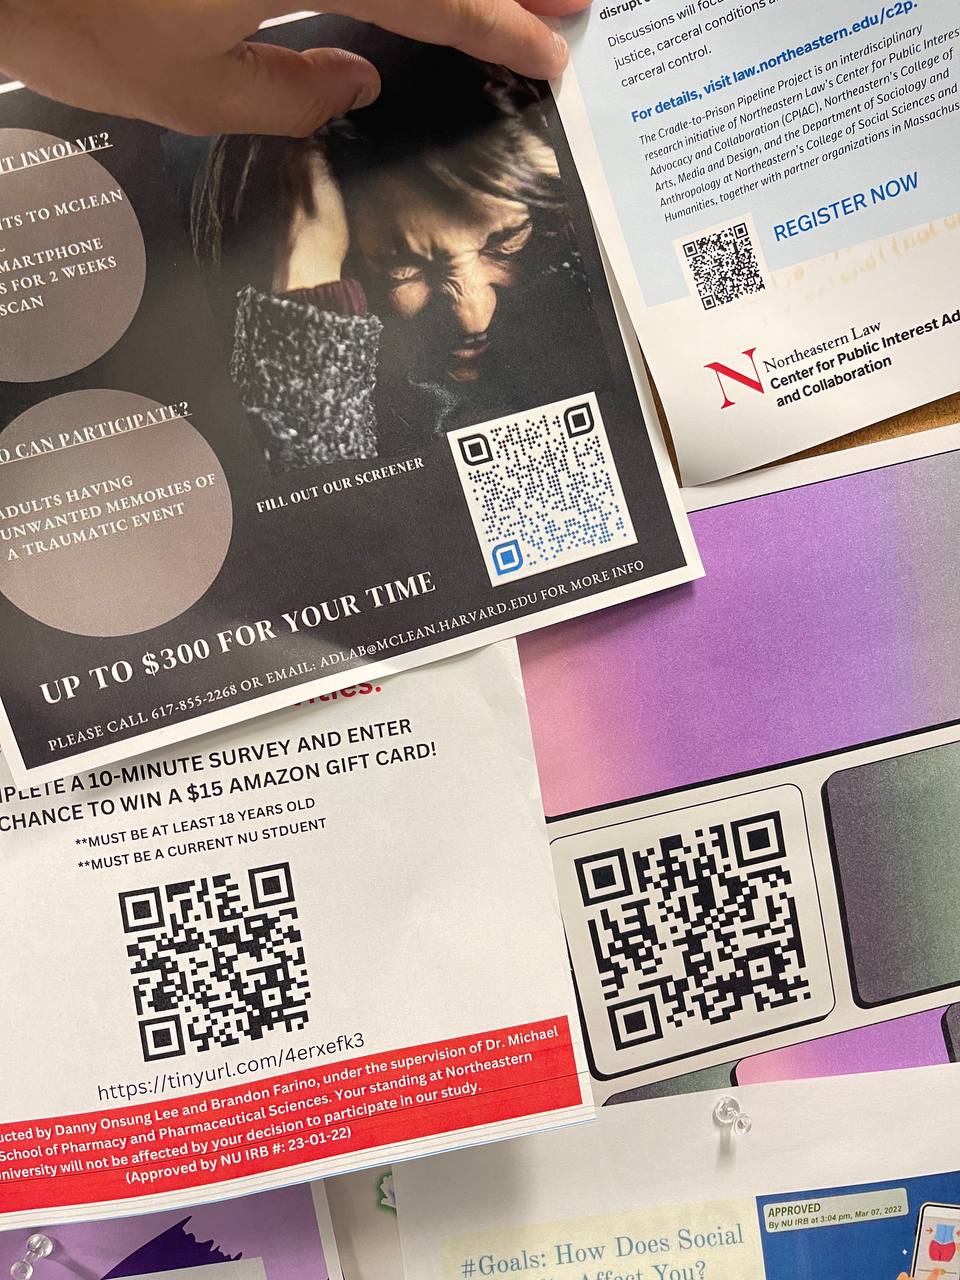 T INVOLVE?
TS TO MCLEAN
MARTPHONE
S FOR 2 WEEKS
SCAN
O CAN PARTICIPATE?
ADULTS HAVING
UNWANTED MEMORIES OF
A TRAUMATIC EVENT
FILL OUT OUR SCREENER
UP TO $300 FOR YOUR TIME
PLEASE CALL 617-855-2268 OR EMAIL: ADLAB@MCLEAN.HARVARD.EDU FOR MORE INFO
disrupt
Discussions will foc
justice, carceral conditions a
carceral control.
For details, visit law.northeastern.edu/c2p.
The Cradle-to-Prison Pipeline Project is an interdisciplinary
research initiative of Northeastern Law's Center for Public Interes
Advocacy and Collaboration (CPIAC), Northeastern's College of
Arts, Media and Design, and the Department of Sociology and
Anthropology at Northeastern's College of Social Sciences and
Humanities, together with partner organizations in Massachus
REGISTER NOW
N Northeastern Law
Center for Public Interest Ad
and Collaboration
PLETE A 10-MINUTE SURVEY AND ENTER
CHANCE TO WIN A $15 AMAZON GIFT CARD!
**MUST BE AT LEAST 18 YEARS OLD
**MUST BE A CURRENT NU STDUENT
https://tinyurl.com/4erxefk3
ucted by Danny Onsung Lee and Brandon Farino, under the supervision of Dr. Michael
School of Pharmacy and Pharmaceutical Sciences. Your standing at Northeastern
niversity will not be affected by your decision to participate in our study.
(Approved by NU IRB #: 23-01-22)
APPROVED
By NU IRB at 3:04 pm, Mar 07, 2022
#Goals: How Does Social
Affect You?